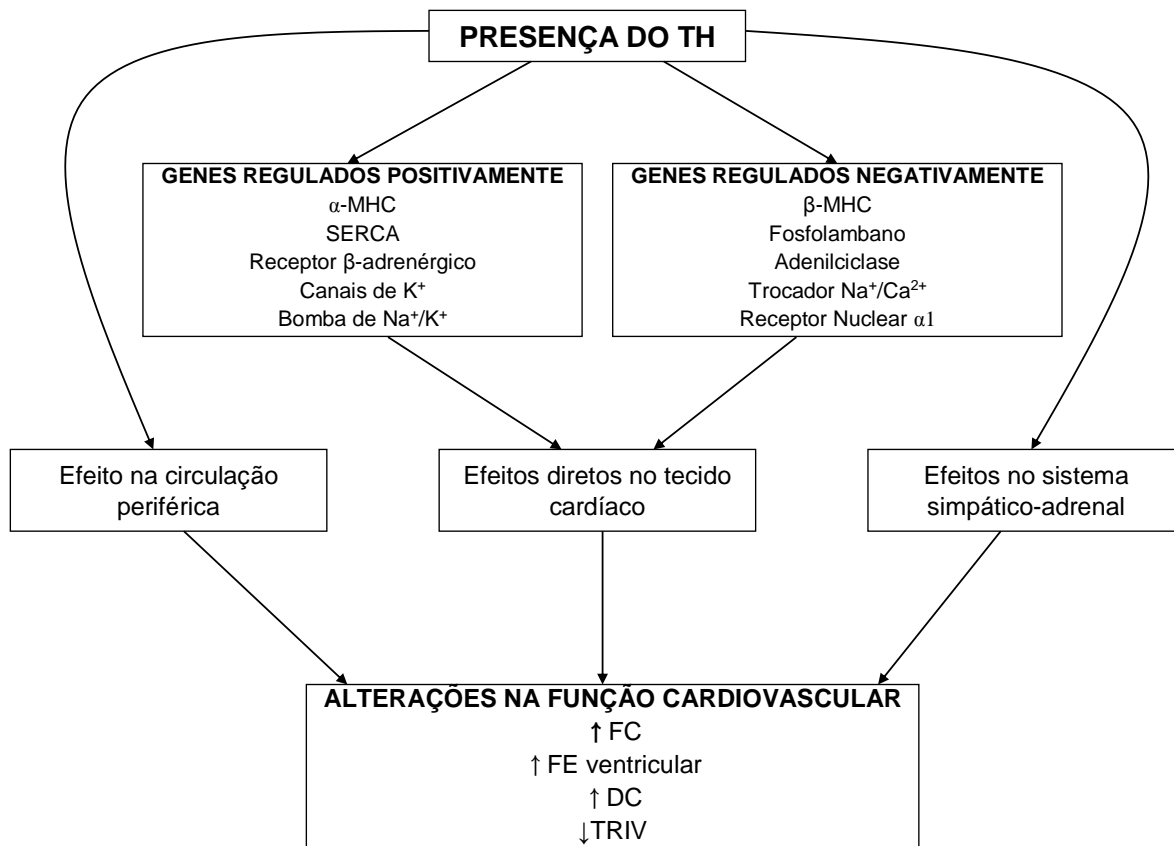 PRESENÇA DO TH
GENES REGULADOS POSITIVAMENTE
α-MHC
SERCA
Receptor β-adrenérgico
Canais de K⁺
Bomba de Na⁺/K⁺
GENES REGULADOS NEGATIVAMENTE
β-MHC
Fosfolambano
Adenilciclase
Trocador Na⁺/Ca²⁺
Receptor Nuclear α1
Efeito na circulação
periférica
Efeitos diretos no tecido
cardíaco
Efeitos no sistema
simpático-adrenal
ALTERAÇÕES NA FUNÇÃO CARDIOVASCULAR
↑ FC
↑ FE ventricular
↑ DC
↓TRIV